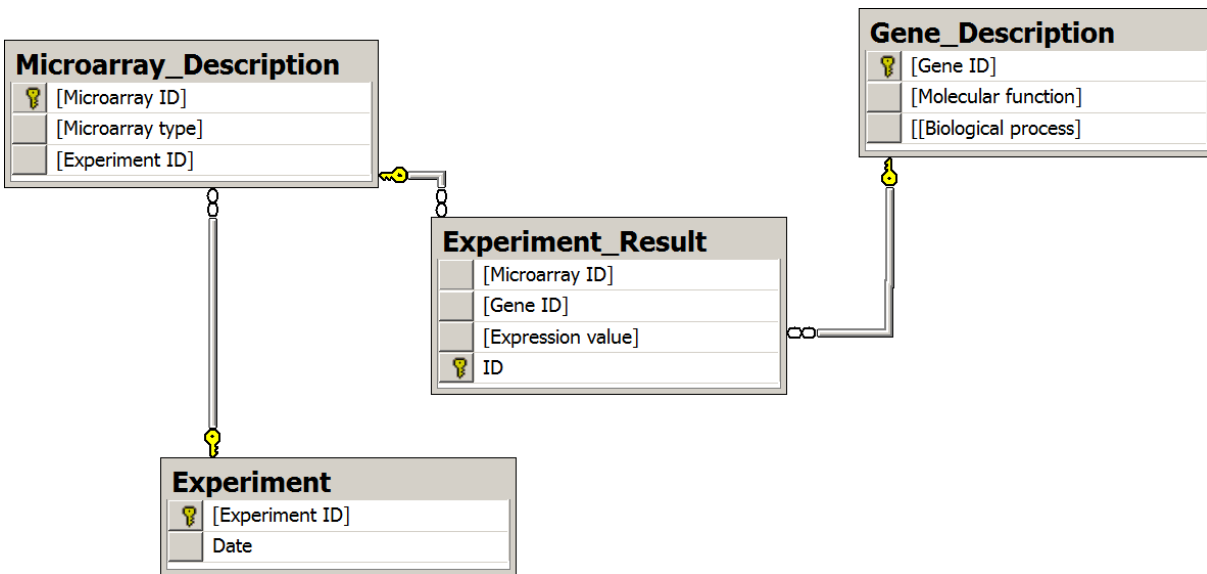 Microarray_Description
[Microarray ID]
[Microarray type]
[Experiment ID]
Gene_Description
[Gene ID]
[Molecular function]
[[Biological process]
Experiment_Result
[Microarray ID]
[Gene ID]
[Expression value]
ID
Experiment
[Experiment ID]
Date